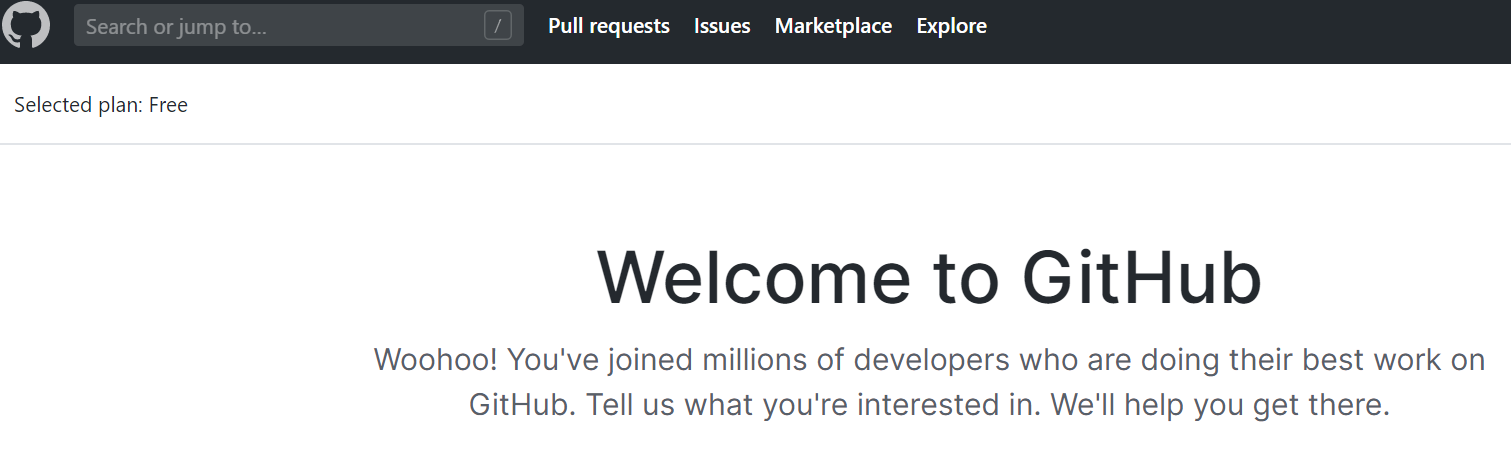 Search or jump to... / Pull requests Issues Marketplace Explore
Selected plan: Free
Welcome to GitHub
Woohoo! You've joined millions of developers who are doing their best work on
GitHub. Tell us what you're interested in. We'll help you get there.